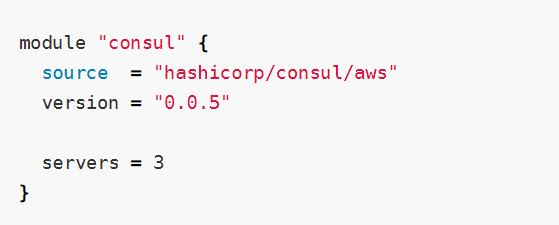 module "consul" {
  source  = "hashicorp/consul/aws"
  version = "0.0.5"

  servers = 3
}